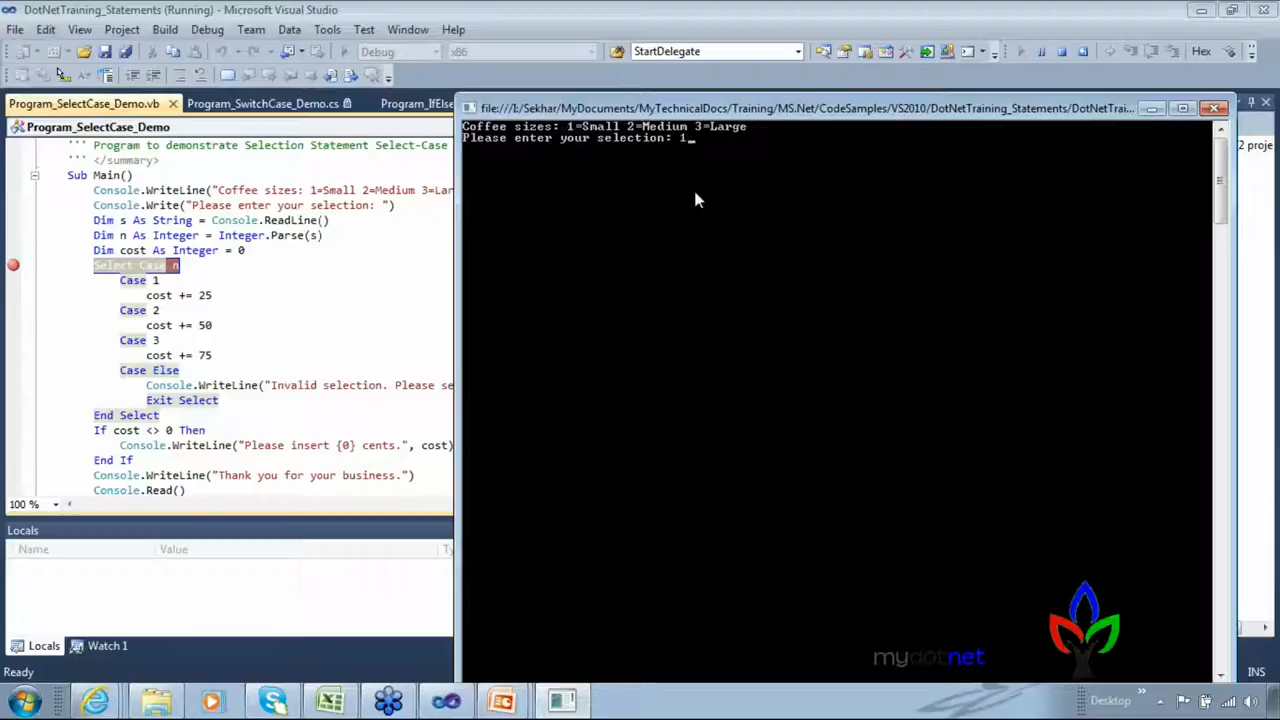 DotNetTraining_Statements (Running) - Microsoft Visual Studio
File Edit View Project Build Debug Team Data Tools Test Window Help
Debug x86 StartDelegate Hex
Program_SelectCase_Demo.vb Program_SwitchCase_Demo.cs Program_IfElse
Program_SelectCase_Demo
''' Program to demonstrate Selection Statement Select-Case
''' </summary>
Sub Main()
Console.WriteLine("Coffee sizes: 1=Small 2=Medium 3=Lar
Console.Write("Please enter your selection: ")
Dim s As String = Console.ReadLine()
Dim n As Integer = Integer.Parse(s)
Dim cost As Integer = 0
Select Case n
Case 1
cost += 25
Case 2
cost += 50
Case 3
cost += 75
Case Else
Console.WriteLine("Invalid selection. Please se
Exit Select
End Select
If cost <> 0 Then
Console.WriteLine("Please insert {0} cents.", cost)
End If
Console.WriteLine("Thank you for your business.")
Console.Read()
100 %
Locals
Name Value Ty
Locals Watch 1
Ready
file:///I:/Sekhar/MyDocuments/MyTechnicalDocs/Training/MS.Net/CodeSamples/VS2010/DotNetTraining_Statements/DotNetTrai...
Coffee sizes: 1=Small 2=Medium 3=Large
Please enter your selection: 1_
2 proje
mydotnet
INS
Desktop